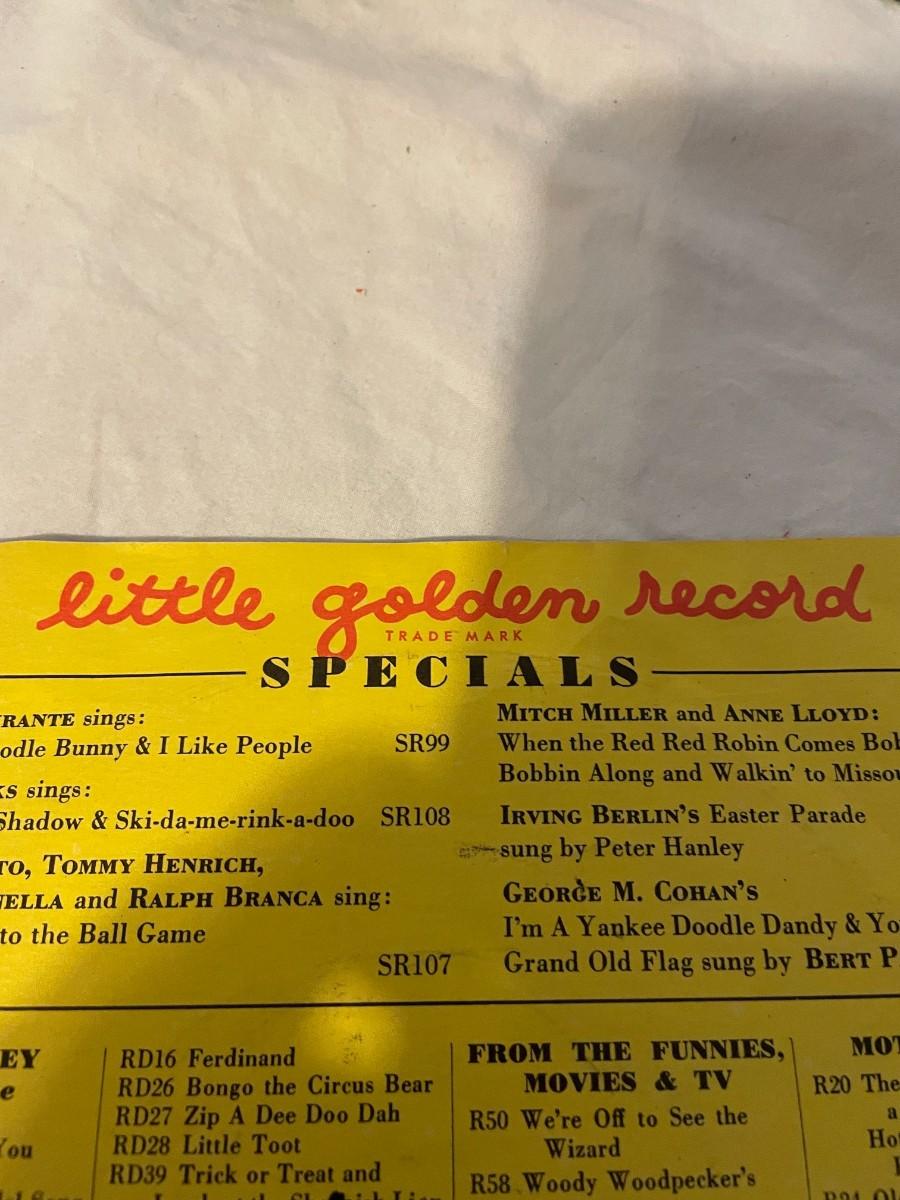 little golden record
TRADE MARK
SPECIALS
RANTE sings:
odle Bunny & I Like People SR99
KS sings:
Shadow & Ski-da-me-rink-a-doo SR108
TO, TOMMY HENRICH,
NELLA and RALPH BRANCA sing:
to the Ball Game
SR107
MITCH MILLER and ANNE LLOYD:
When the Red Red Robin Comes Bob
Bobbin Along and Walkin' to Missou
IRVING BERLIN'S Easter Parade
sung by Peter Hanley
GEORGE M. COHAN'S
I'm A Yankee Doodle Dandy & Yo
Grand Old Flag sung by BERT P
EY
e
You
RD16 Ferdinand
RD26 Bongo the Circus Bear
RD27 Zip A Dee Doo Dah
RD28 Little Toot
RD39 Trick or Treat and
FROM THE FUNNIES,
MOVIES & TV
R50 We're Off to See the
Wizard
R58 Woody Woodpecker's
MOT
R20 The
a
Hot